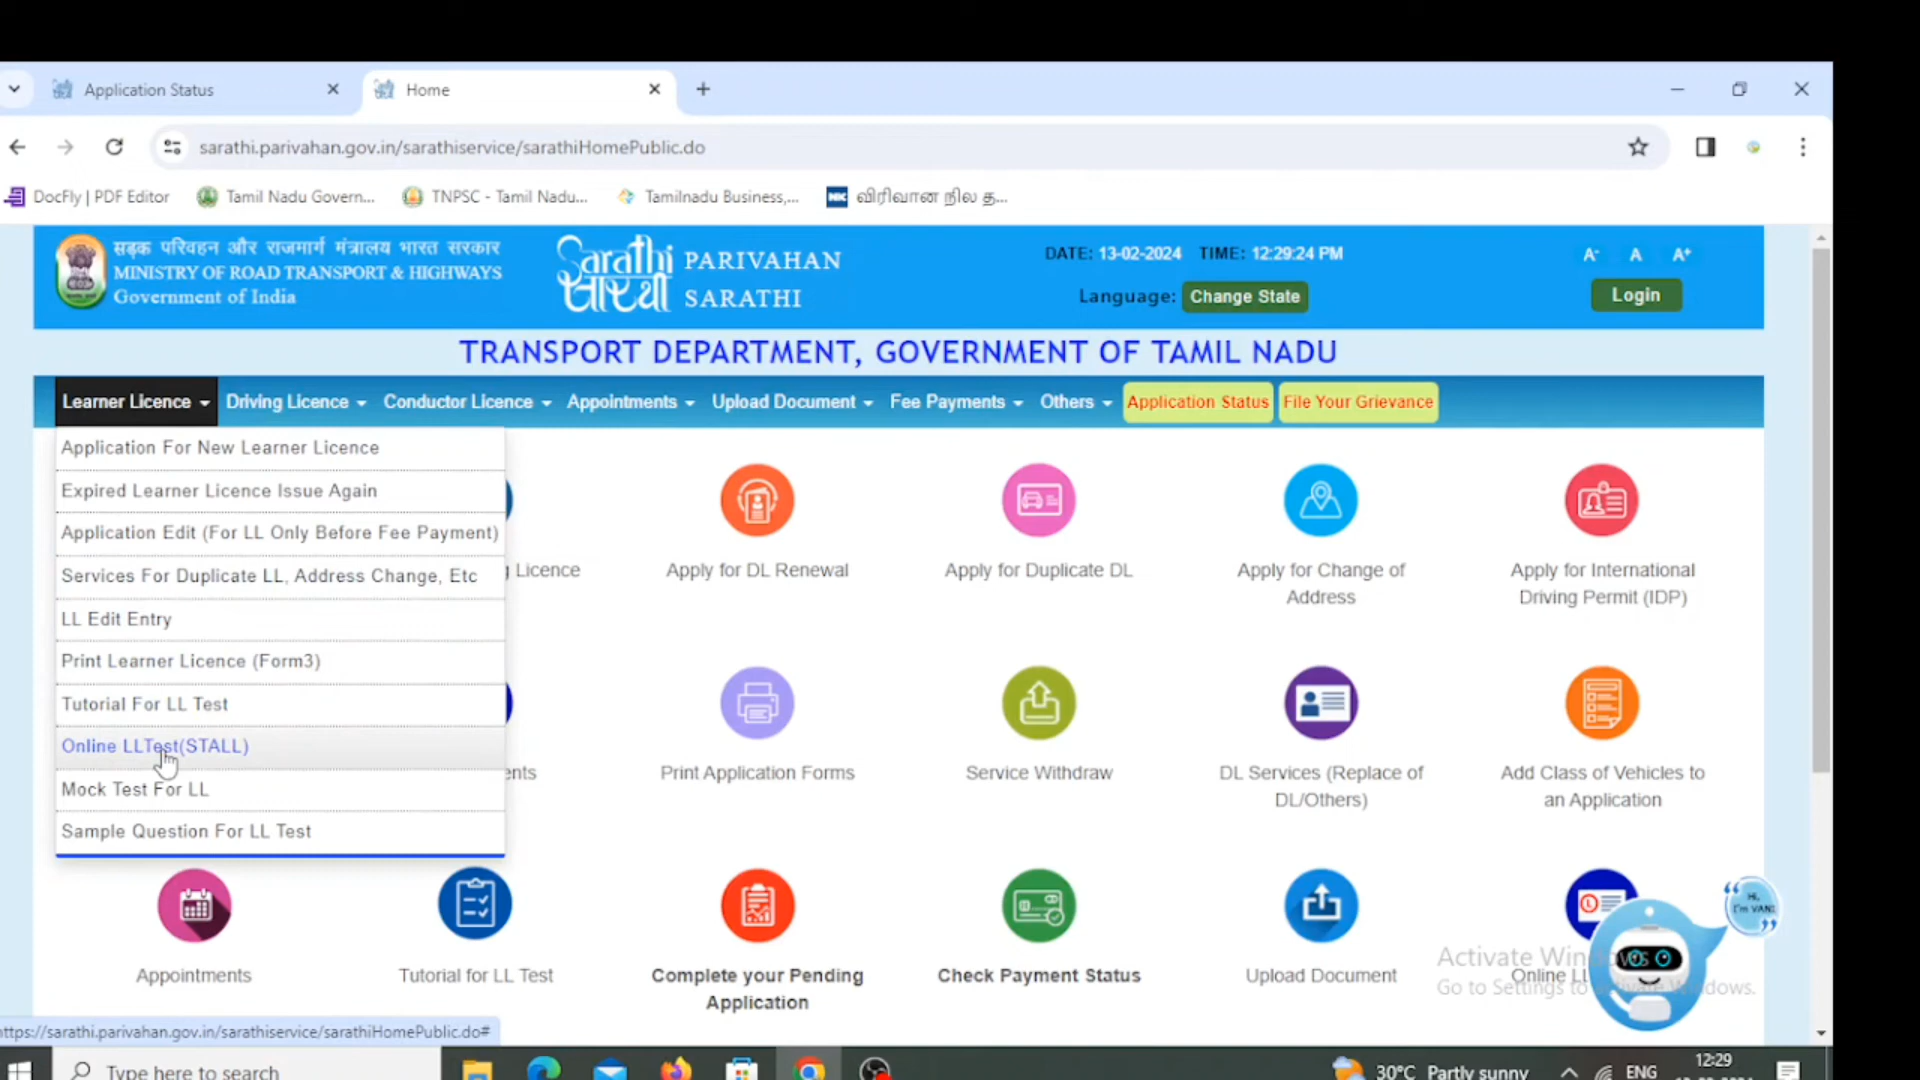 Application Status
Home
sarathi.parivahan.gov.in/sarathiservice/sarathiHomePublic.do
DocFly | PDF Editor
Tamil Nadu Govern...
TNPSC - Tamil Nadu...
Tamilnadu Business,...
விரிவான நில த...
सड़क परिवहन और राजमार्ग मंत्रालय भारत सरकार
MINISTRY OF ROAD TRANSPORT & HIGHWAYS
Government of India
Sarathi
सारथी
PARIVAHAN
SARATHI
DATE: 13-02-2024 TIME: 12:29:24 PM
Language: Change State
A- A A+
Login
TRANSPORT DEPARTMENT, GOVERNMENT OF TAMIL NADU
Learner Licence Driving Licence Conductor Licence Appointments Upload Document Fee Payments Others Application Status File Your Grievance
Application For New Learner Licence
Expired Learner Licence Issue Again
Application Edit (For LL Only Before Fee Payment)
Services For Duplicate LL, Address Change, Etc
LL Edit Entry
Print Learner Licence (Form3)
Tutorial For LL Test
Online LLTest(STALL)
Mock Test For LL
Sample Question For LL Test
Licence
Apply for DL Renewal
Apply for Duplicate DL
Apply for Change of
Address
Apply for International
Driving Permit (IDP)
nts
Print Application Forms
Service Withdraw
DL Services (Replace of
DL/Others)
Add Class of Vehicles to
an Application
Appointments
Tutorial for LL Test
Complete your Pending
Application
Check Payment Status
Upload Document
Online LL
Hi,
I'm VANI
Activate Windows
Go to Settings to activate Windows.
https://sarathi.parivahan.gov.in/sarathiservice/sarathiHomePublic.do#
Type here to search
30°C Partly sunny
ENG
12:29